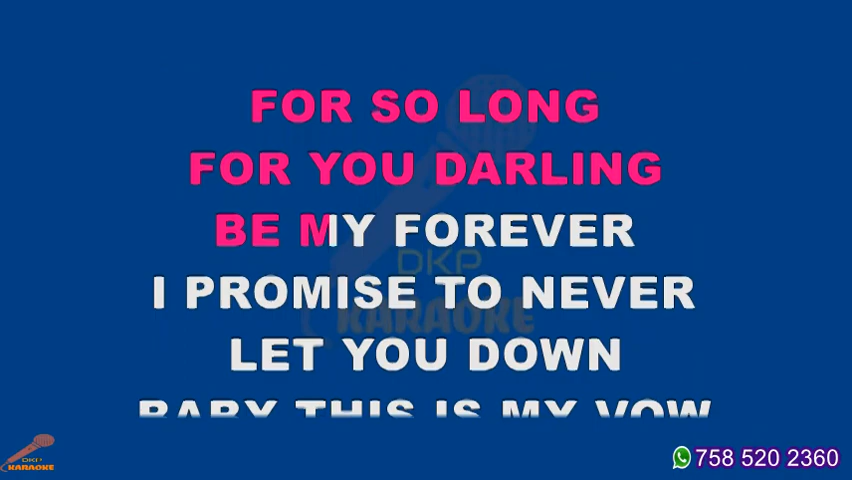 FOR SO LONG
FOR YOU DARLING
BE MY FOREVER
I PROMISE TO NEVER
LET YOU DOWN
BABY THIS IS MY VOW
DKP
KARAOKE
DKP
KARAOKE
758 520 2360